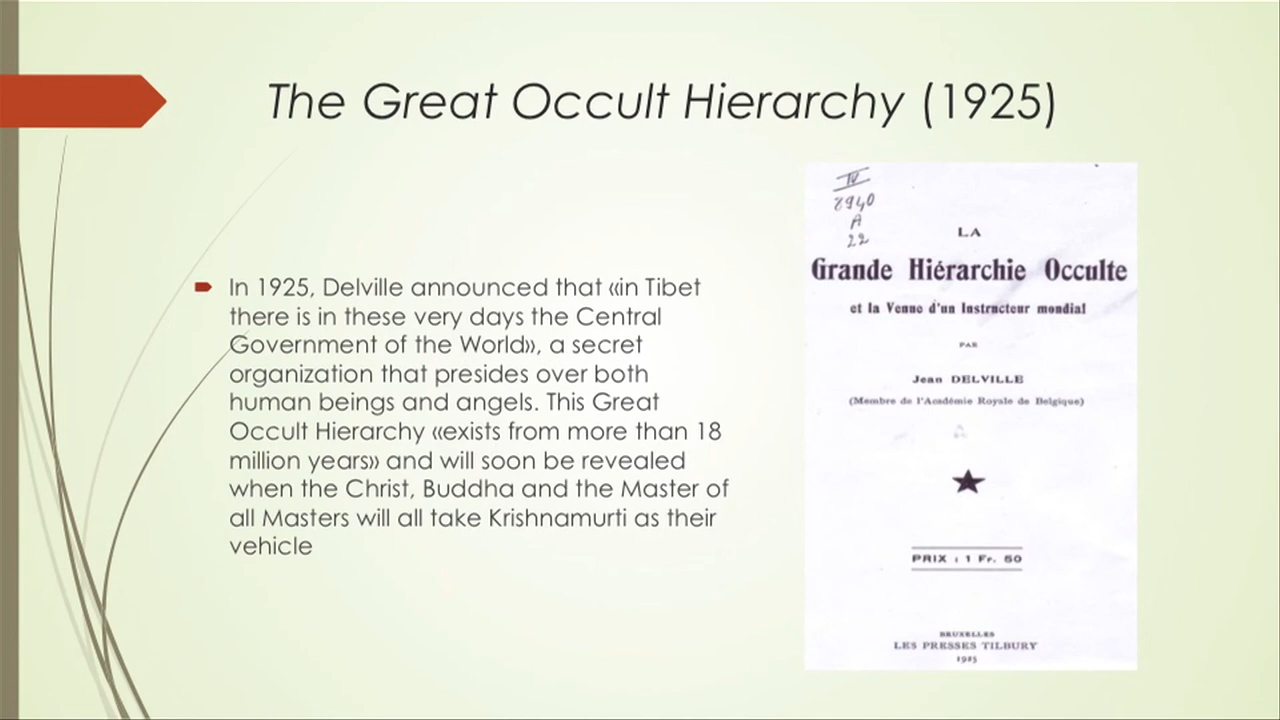 The Great Occult Hierarchy (1925)
In 1925, Delville announced that «in Tibet
there is in these very days the Central
Government of the World», a secret
organization that presides over both
human beings and angels. This Great
Occult Hierarchy «exists from more than 18
million years» and will soon be revealed
when the Christ, Buddha and the Master of
all Masters will all take Krishnamurti as their
vehicle
IV
8940
A
22
LA
Grande Hiérarchie Occulte
et la Venue d'un Instructeur mondial
PAR
Jean DELVILLE
(Membre de l'Académie Royale de Belgique)
PRIX : 1 Fr. 50
BRUXELLES
LES PRESSES TILBURY
1925